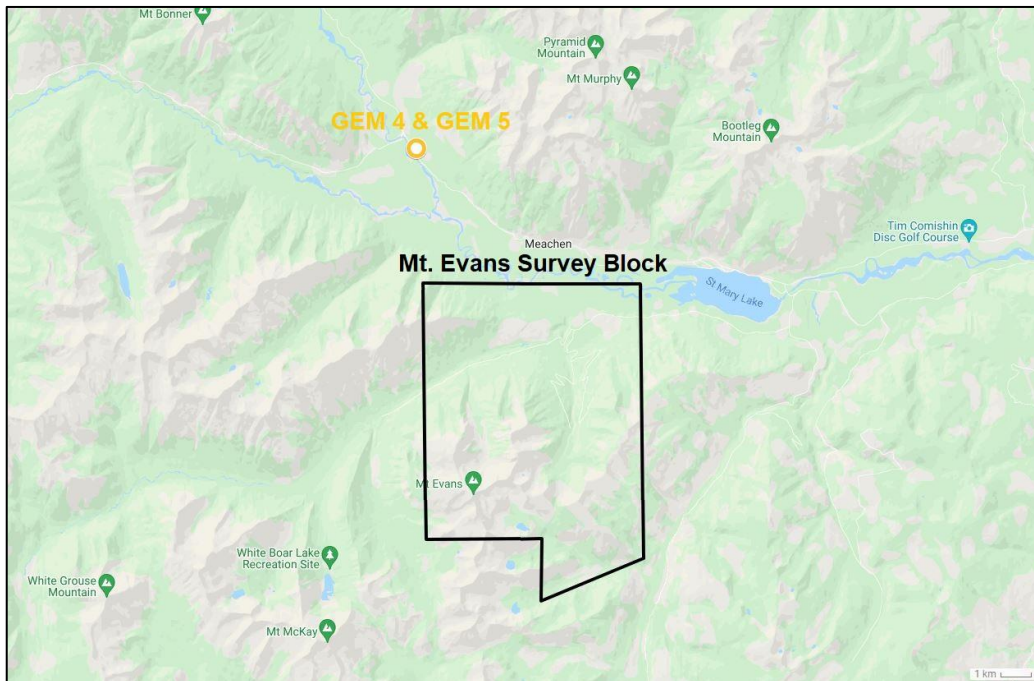 Mt Bonner
Pyramid
Mountain
Mt Murphy
GEM 4 & GEM 5
Bootleg
Mountain
Tim Comishin
Disc Golf Course
Meachen
Mt. Evans Survey Block
St Mary Lake
Mt Evans
White Boar Lake
Recreation Site
White Grouse
Mountain
Mt McKay
1 km